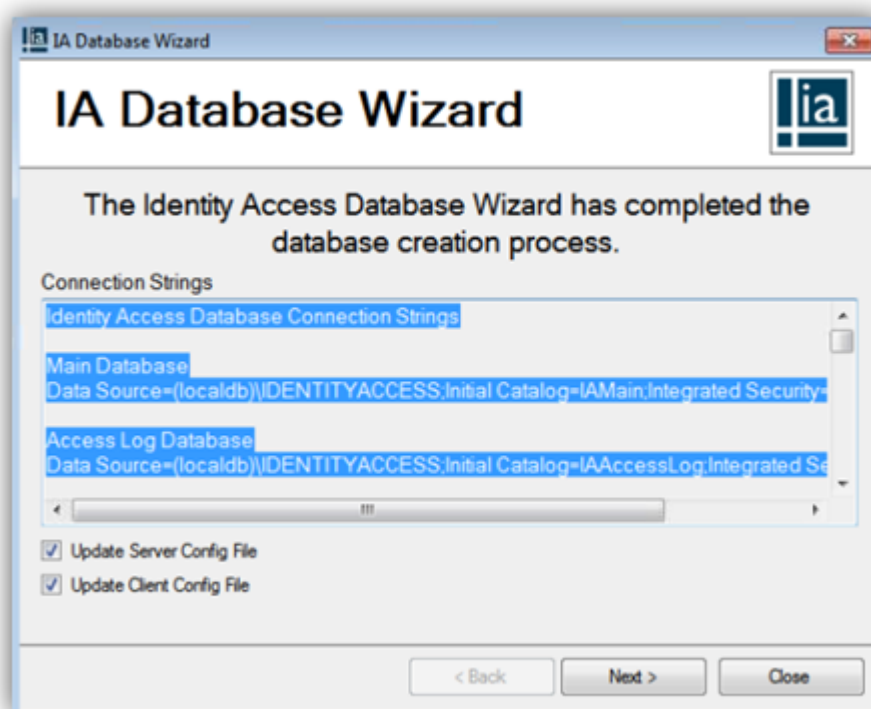 ia IA Database Wizard
IA Database Wizard
ia
The Identity Access Database Wizard has completed the
database creation process.
Connection Strings
Identity Access Database Connection Strings
Main Database
Data Source=(localdb)\IDENTITYACCESS;Initial Catalog=IAMain;Integrated Security=
Access Log Database
Data Source=(localdb)\IDENTITYACCESS;Initial Catalog=IAAccessLog;Integrated Se
Update Server Config File
Update Client Config File
< Back Next > Close